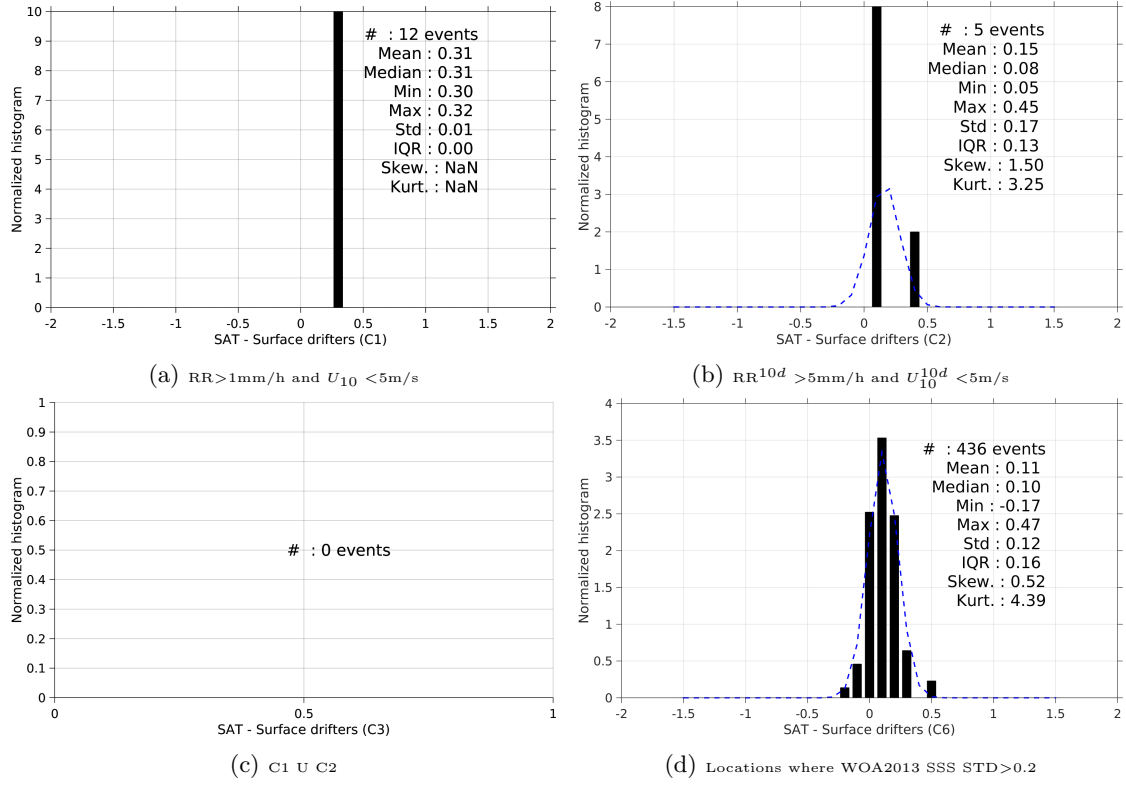 10
9
8
7
6
5
4
3
2
1
0
Normalized histogram
-2 -1.5 -1 -0.5 0 0.5 1 1.5 2
SAT - Surface drifters (C1)
# : 12 events
Mean : 0.31
Median : 0.31
Min : 0.30
Max : 0.32
Std : 0.01
IQR : 0.00
Skew. : NaN
Kurt. : NaN
(a) RR>1mm/h and U10 <5m/s
8
7
6
5
4
3
2
1
0
Normalized histogram
-2 -1.5 -1 -0.5 0 0.5 1 1.5 2
SAT - Surface drifters (C2)
# : 5 events
Mean : 0.15
Median : 0.08
Min : 0.05
Max : 0.45
Std : 0.17
IQR : 0.13
Skew. : 1.50
Kurt. : 3.25
(b) RR10d >5mm/h and U10d10 <5m/s
1
0.9
0.8
0.7
0.6
0.5
0.4
0.3
0.2
0.1
0
Normalized histogram
0 0.5 1
SAT - Surface drifters (C3)
# : 0 events
(c) C1 U C2
4
3.5
3
2.5
2
1.5
1
0.5
0
Normalized histogram
-2 -1.5 -1 -0.5 0 0.5 1 1.5 2
SAT - Surface drifters (C6)
# : 436 events
Mean : 0.11
Median : 0.10
Min : -0.17
Max : 0.47
Std : 0.12
IQR : 0.16
Skew. : 0.52
Kurt. : 4.39
(d) Locations where WOA2013 SSS STD>0.2